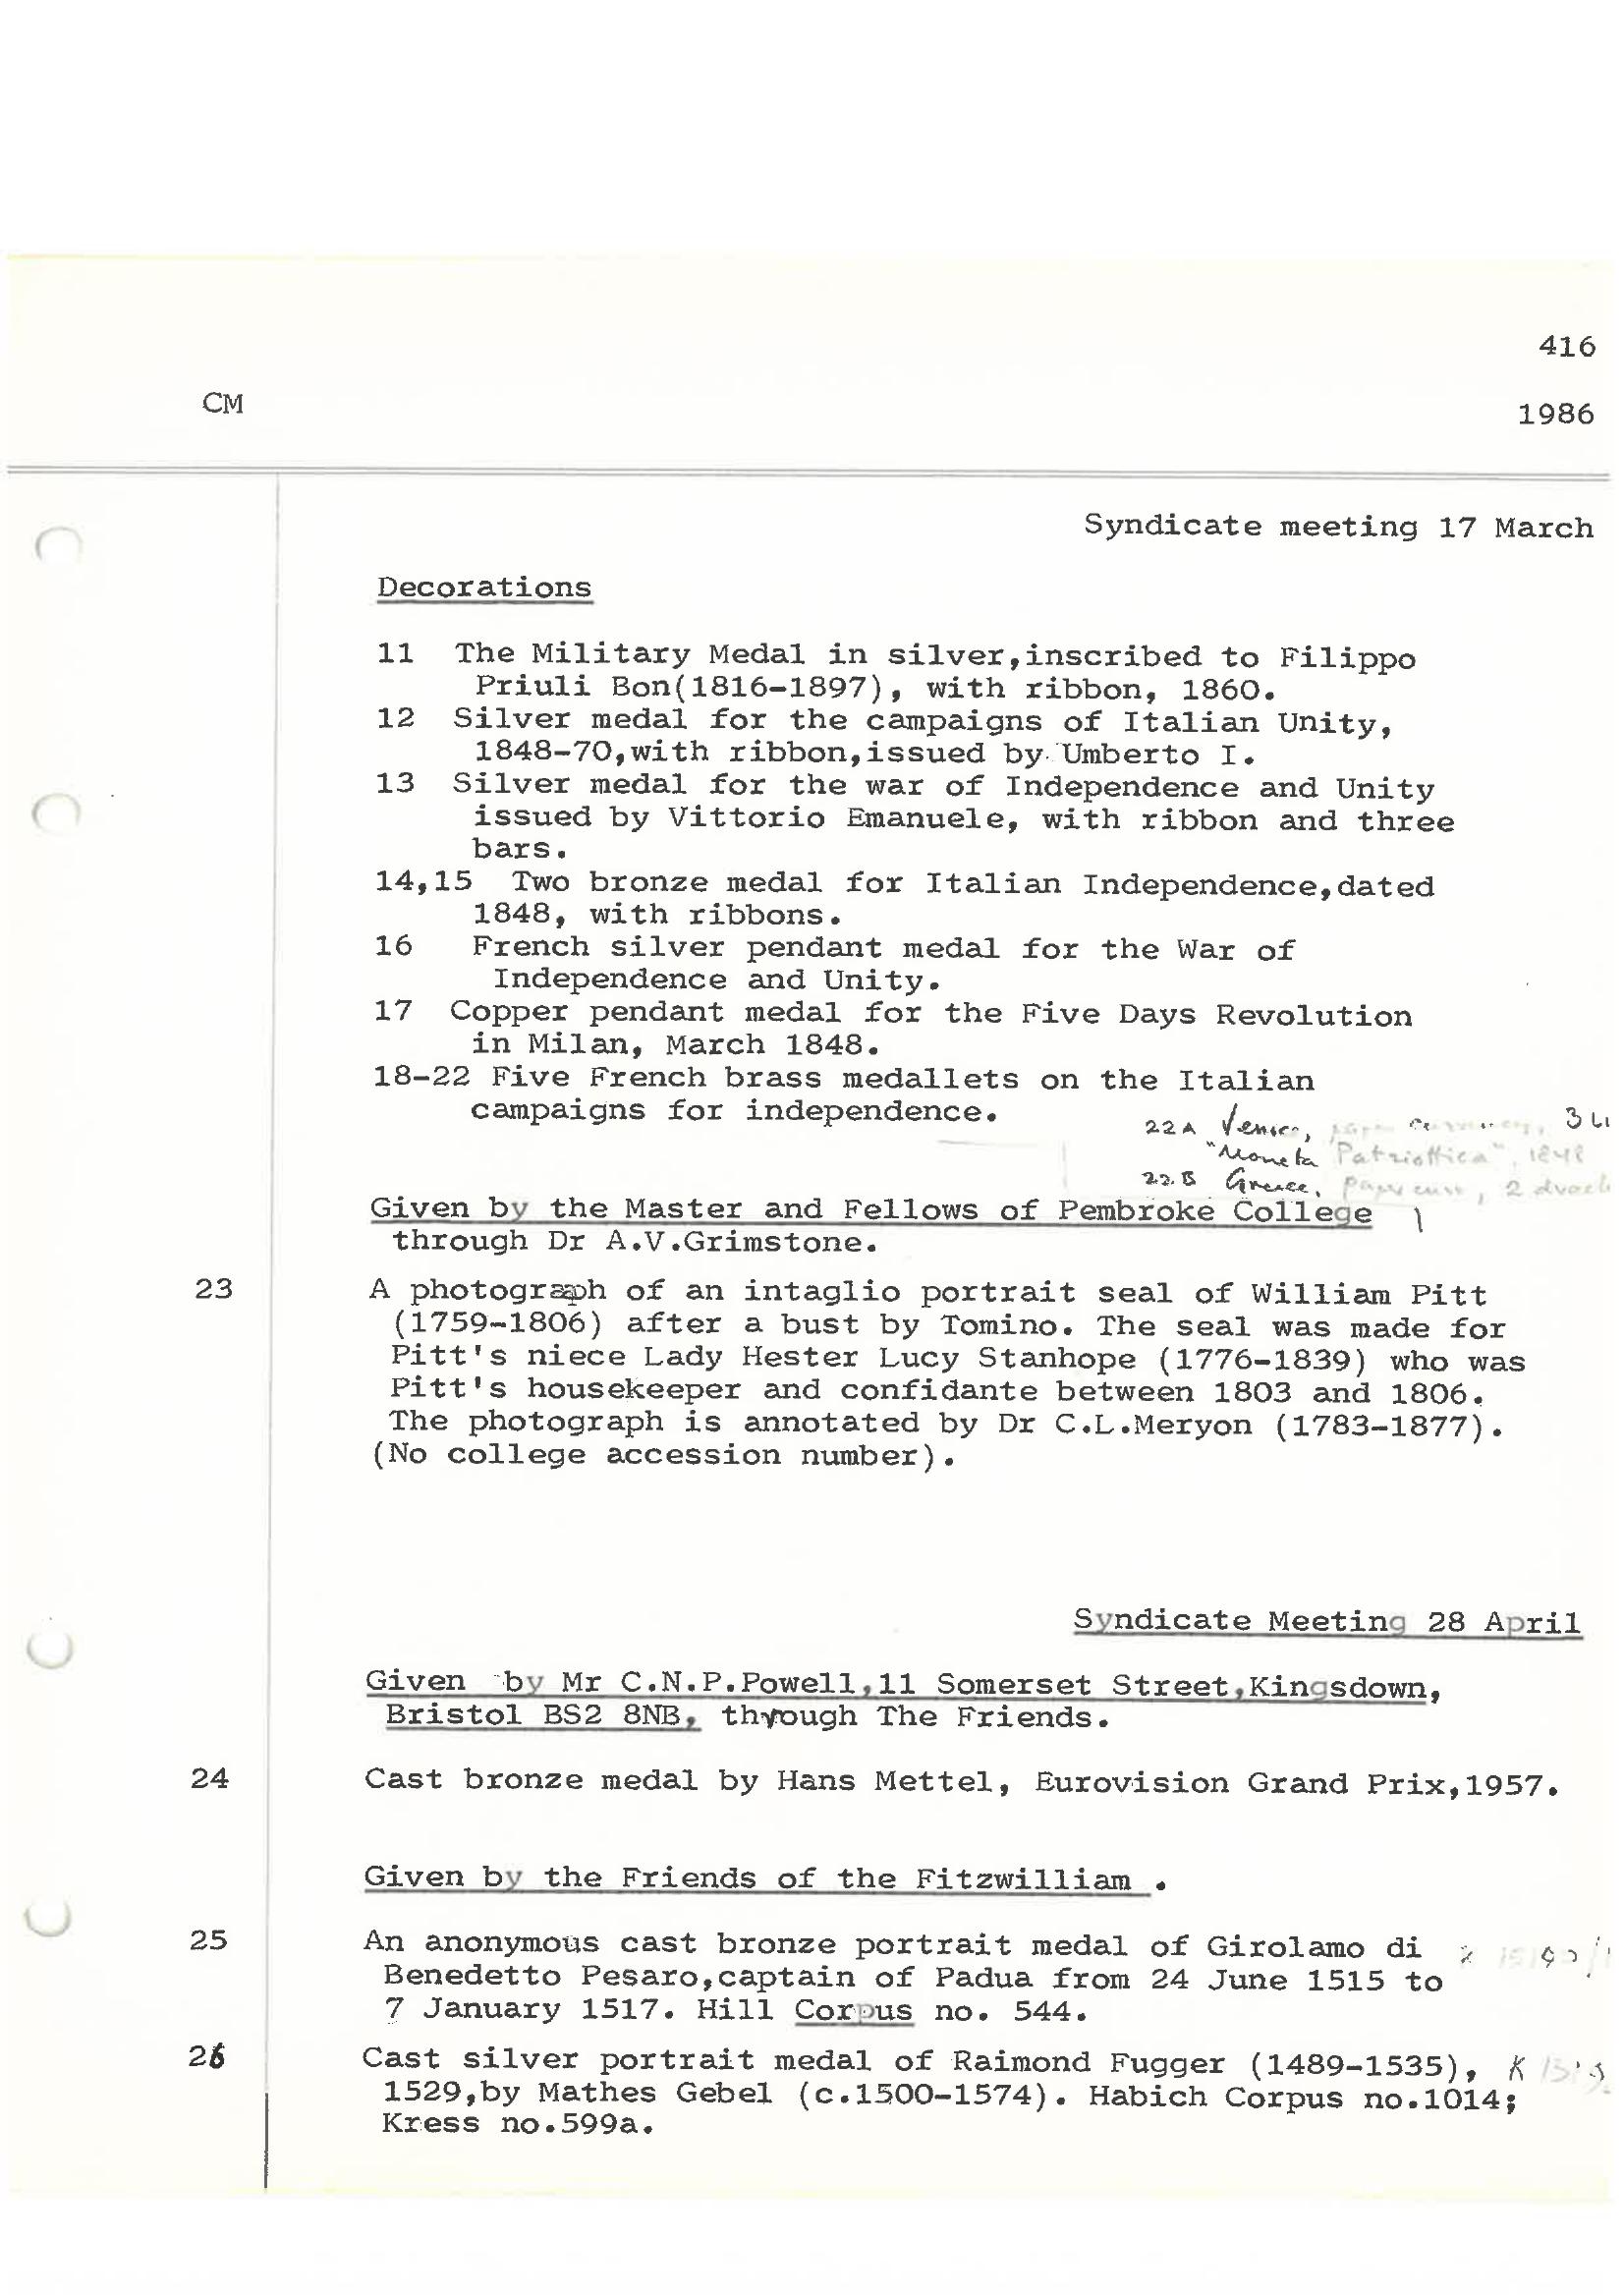 416
CM
1986
Syndicate meeting 17 March
Decorations
11 The Military Medal in silver,inscribed to Filippo
Priuli Bon(1816-1897), with ribbon, 1860.
12 Silver medal for the campaigns of Italian Unity,
1848-70,with ribbon,issued by Umberto I.
13 Silver medal for the war of Independence and Unity
issued by Vittorio Emanuele, with ribbon and three
bars.
14,15 Two bronze medal for Italian Independence,dated
1848, with ribbons.
16 French silver pendant medal for the War of
Independence and Unity.
17 Copper pendant medal for the Five Days Revolution
in Milan, March 1848.
18-22 Five French brass medallets on the Italian
campaigns for independence.
22A Venice, paper currency, 3
"Moneta Patriottica", 1848
22.B Greece, paper curr, 2
Given by the Master and Fellows of Pembroke College
through Dr A.V.Grimstone.
23 A photograph of an intaglio portrait seal of William Pitt
(1759-1806) after a bust by Tomino. The seal was made for
Pitt's niece Lady Hester Lucy Stanhope (1776-1839) who was
Pitt's housekeeper and confidante between 1803 and 1806.
The photograph is annotated by Dr C.L.Meryon (1783-1877).
(No college accession number).
Syndicate Meeting 28 April
Given by Mr C.N.P.Powell,11 Somerset Street,Kingsdown,
Bristol BS2 8NB, through The Friends.
24 Cast bronze medal by Hans Mettel, Eurovision Grand Prix,1957.
Given by the Friends of the Fitzwilliam .
25 An anonymous cast bronze portrait medal of Girolamo di
Benedetto Pesaro,captain of Padua from 24 June 1515 to
7 January 1517. Hill Corpus no. 544.
26 Cast silver portrait medal of Raimond Fugger (1489-1535), K
1529,by Mathes Gebel (c.1500-1574). Habich Corpus no.1014;
Kress no.599a.